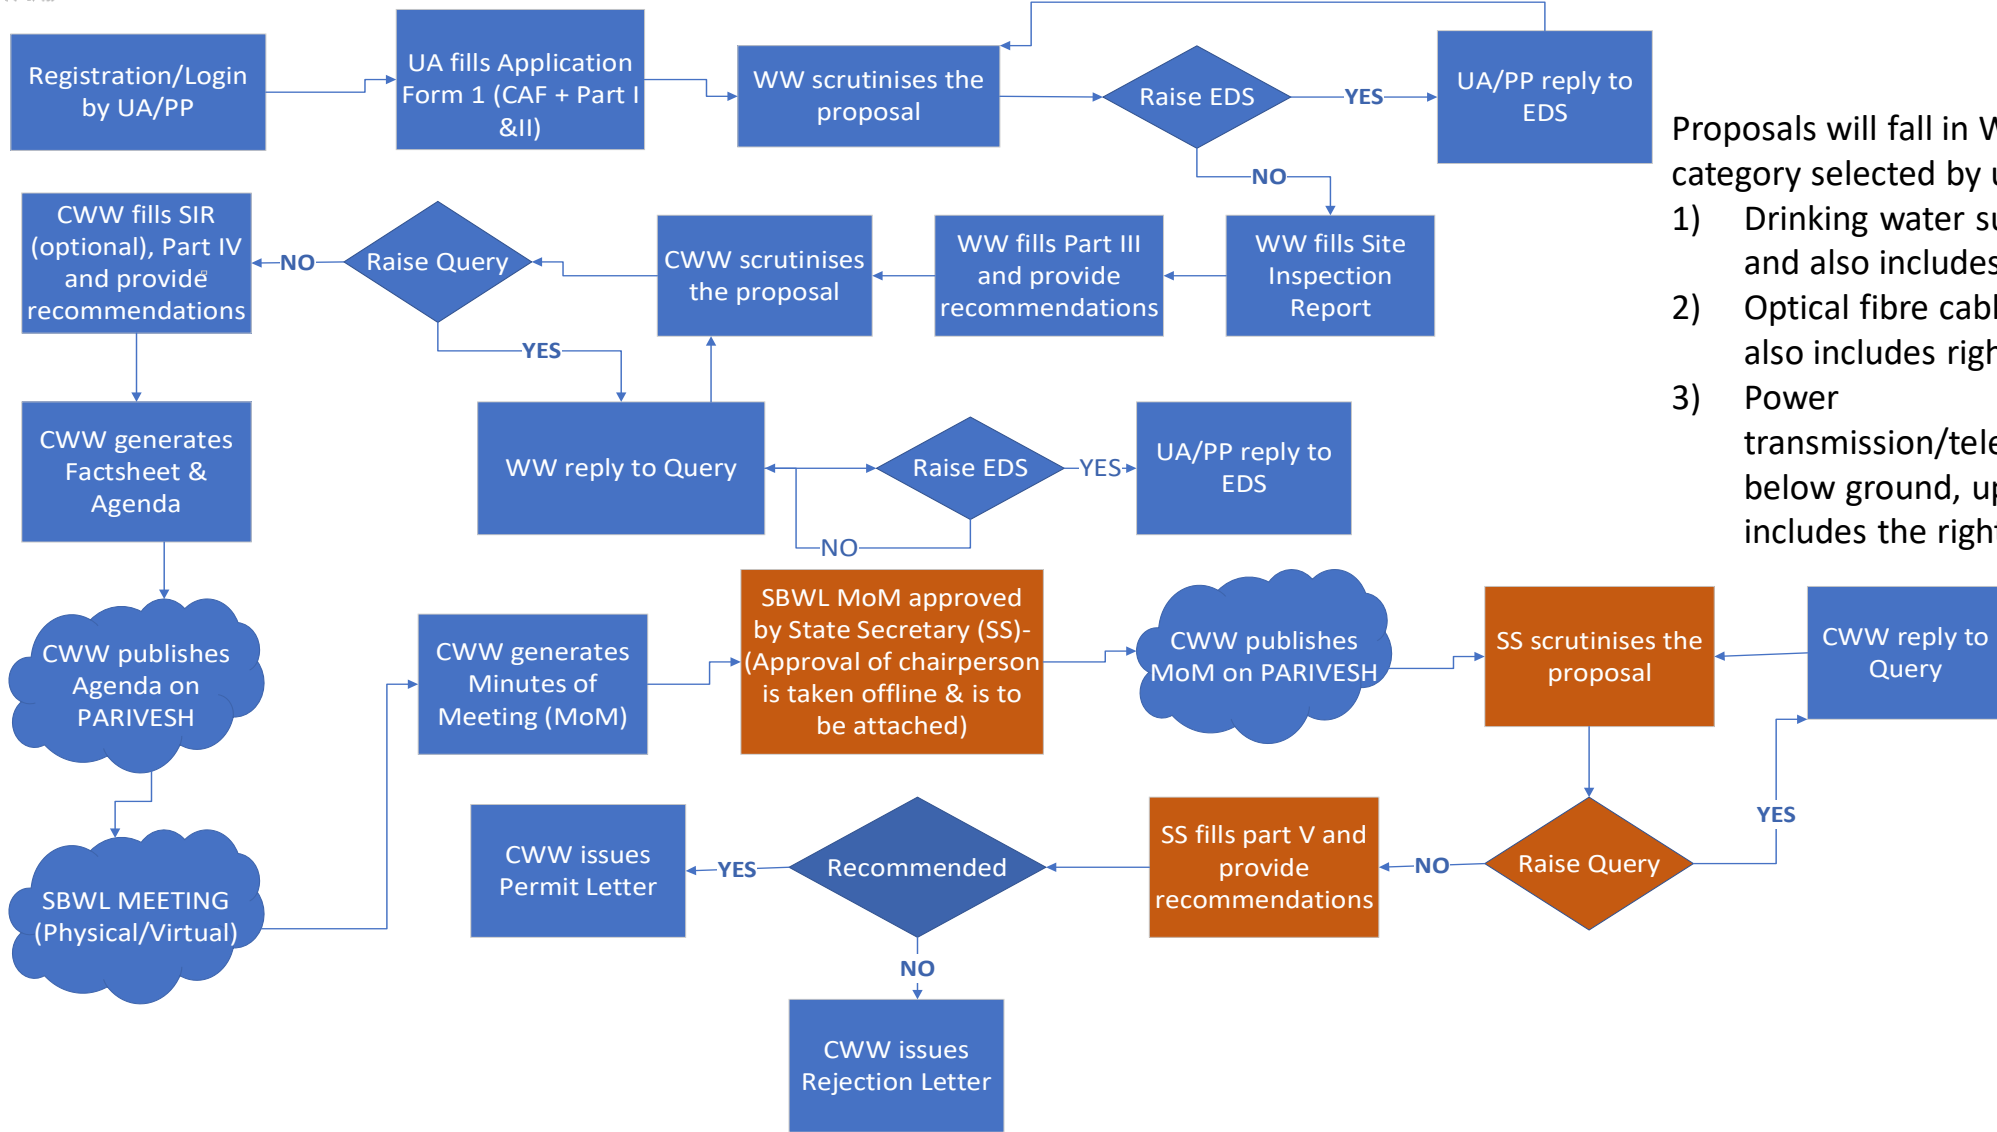 Registration/Login
by UA/PP
UA fills Application
Form 1 (CAF + Part I
&II)
WW scrutinises the
proposal
Raise EDS
YES
UA/PP reply to
EDS
NO
Proposals will fall in
category selected by
1) Drinking water
and also includes
2) Optical fibre
also includes
3) Power
below ground,
includes the
CWW fills SIR
(optional), Part IV
and provide
recommendations
NO
Raise Query
CWW scrutinises
the proposal
WW fills Part III
and provide
recommendations
WW fills Site
Inspection
Report
YES
CWW generates
Factsheet &
Agenda
WW reply to Query
Raise EDS
YES
UA/PP reply to
EDS
NO
CWW publishes
Agenda on
PARIVESH
CWW generates
Minutes of
Meeting (MoM)
SBWL MoM approved
by State Secretary (SS)-
(Approval of chairperson
is taken offline & is to
be attached)
CWW publishes
MoM on PARIVESH
SS scrutinises the
proposal
CWW reply to
Query
YES
SBWL MEETING
(Physical/Virtual)
CWW issues
Permit Letter
YES
Recommended
SS fills part V and
provide
recommendations
NO
Raise Query
NO
CWW issues
Rejection Letter